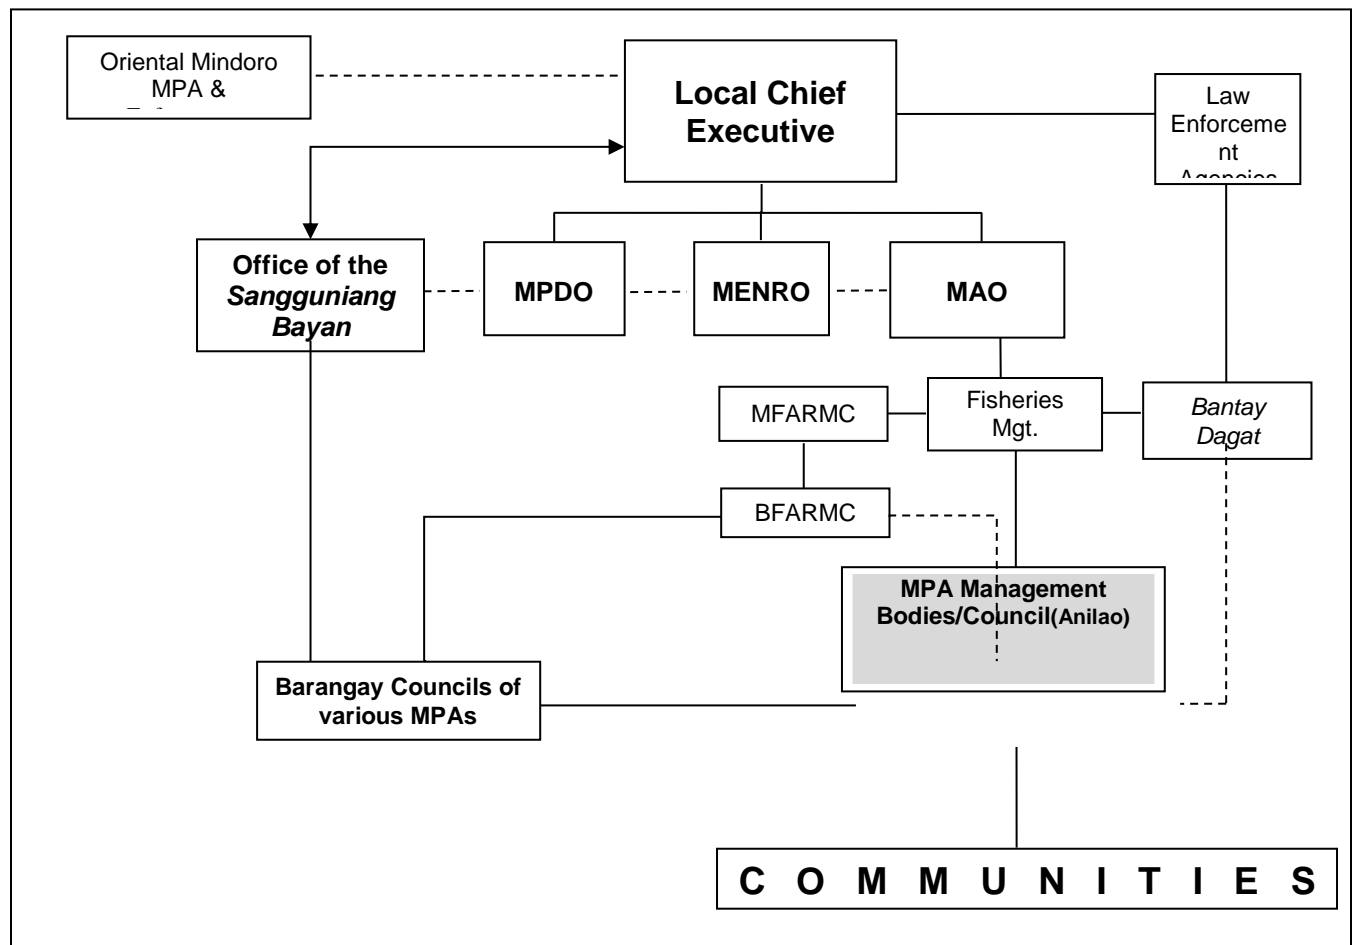 Oriental Mindoro
MPA &
Local Chief
Executive
Law
Enforceme
nt
Agencies
Office of the
Sangguniang
Bayan
MPDO
MENRO
MAO
MFARMC
Fisheries
Mgt.
Bantay
Dagat
BFARMC
MPA Management
Bodies/Council(Anilao)
Barangay Councils of
various MPAs
C O M M U N I T I E S